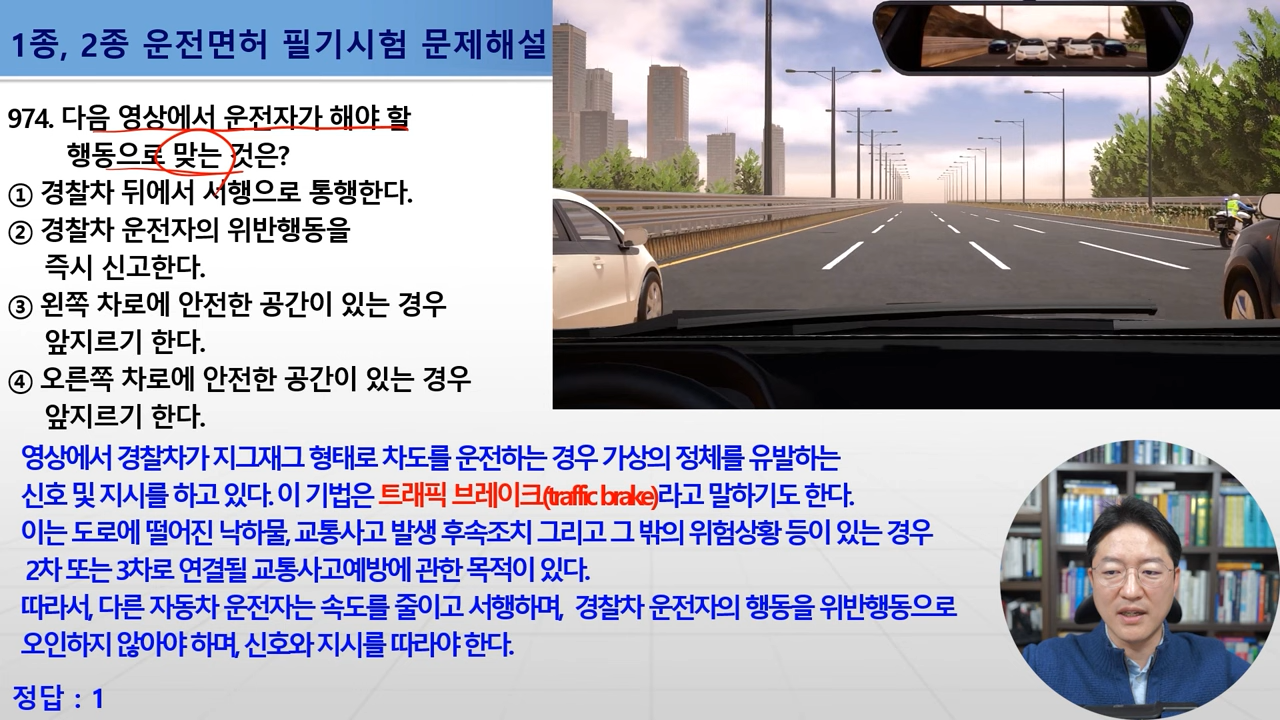 1종, 2종 운전면허 필기시험 문제해설
974. 다음 영상에서 운전자가 해야 할
행동으로 맞는 것은?
① 경찰차 뒤에서 서행으로 통행한다.
② 경찰차 운전자의 위반행동을
즉시 신고한다.
③ 왼쪽 차로에 안전한 공간이 있는 경우
앞지르기 한다.
④ 오른쪽 차로에 안전한 공간이 있는 경우
앞지르기 한다.
영상에서 경찰차가 지그재그 형태로 차도를 운전하는 경우 가상의 정체를 유발하는
신호 및 지시를 하고 있다. 이 기법은 트래픽 브레이크(traffic brake)라고 말하기도 한다.
이는 도로에 떨어진 낙하물, 교통사고 발생 후속조치 그리고 그 밖의 위험상황 등이 있는 경우
2차 또는 3차로 연결될 교통사고예방에 관한 목적이 있다.
따라서, 다른 자동차 운전자는 속도를 줄이고 서행하며, 경찰차 운전자의 행동을 위반행동으로
오인하지 않아야 하며, 신호와 지시를 따라야 한다.
정답 : 1